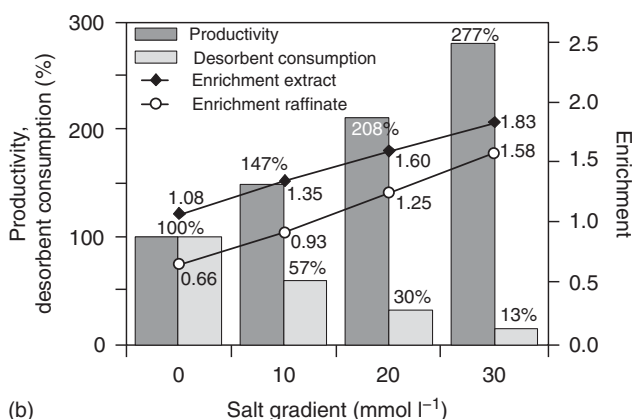 300
Productivity
Desorbent consumption
Enrichment extract
Enrichment raffinate
277%
2.5
2.0
1.5
1.0
0.5
0.0
200
100
0
Productivity,
desorbent consumption (%)
Enrichment
208%
147%
100%
1.83
1.58
1.60
1.35
1.25
1.08
0.93
0.66
57%
30%
13%
0 10 20 30
(b) Salt gradient (mmol l⁻¹)